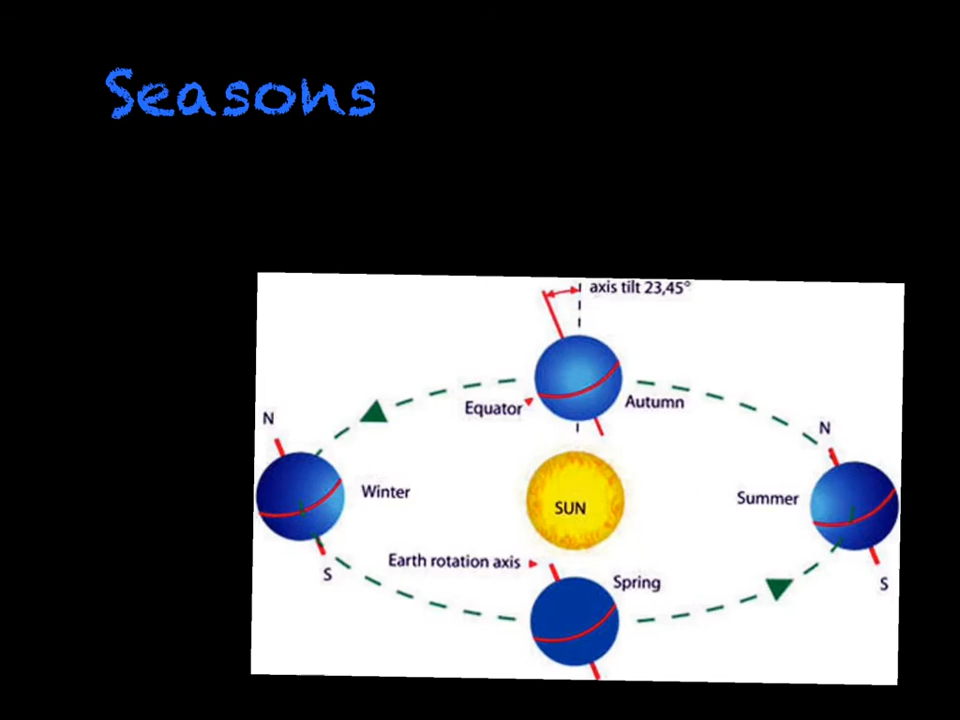 Seasons
axis tilt 23,45°
Equator
Autumn
N
N
Winter
Summer
SUN
Earth rotation axis
Spring
S
S